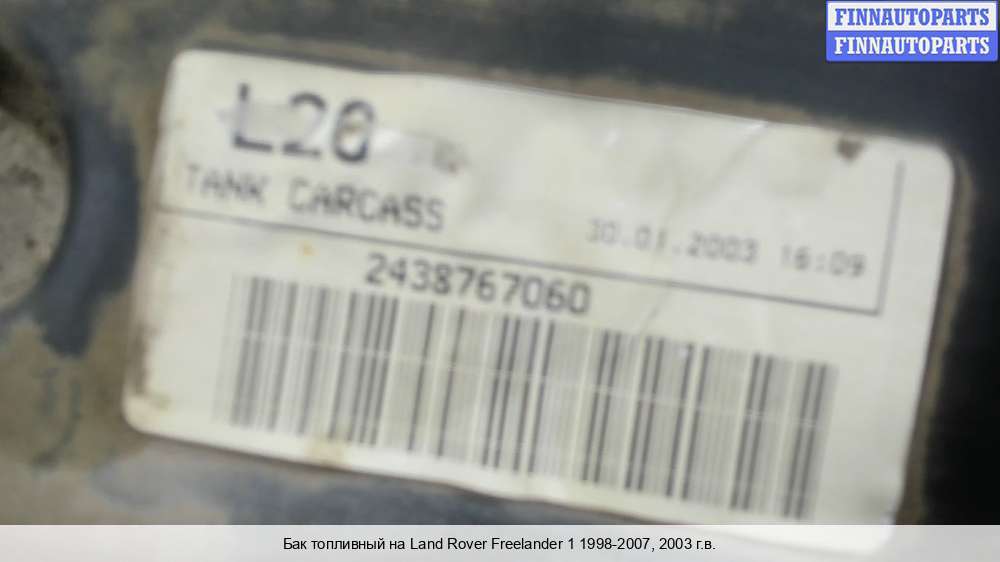 FINNAUTOPARTS
FINNAUTOPARTS
L20
TANK CARCASS
30.01.2003 16:09
2438767060
Бак топливный на Land Rover Freelander 1 1998-2007, 2003 г.в.